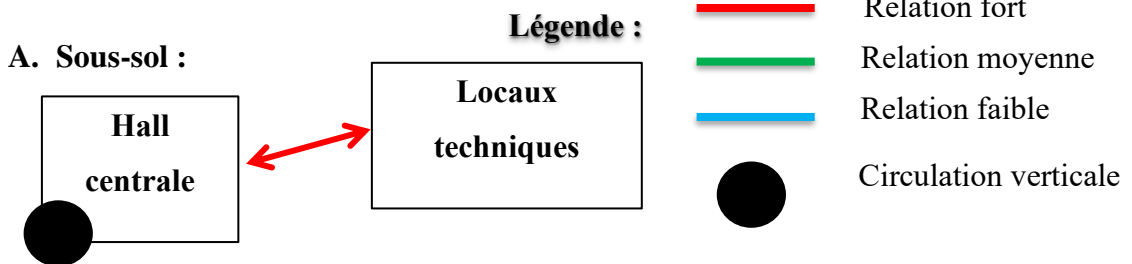 Légende :
Relation fort
Relation moyenne
Relation faible
Circulation verticale
A. Sous-sol :
Hall
centrale
Locaux
techniques